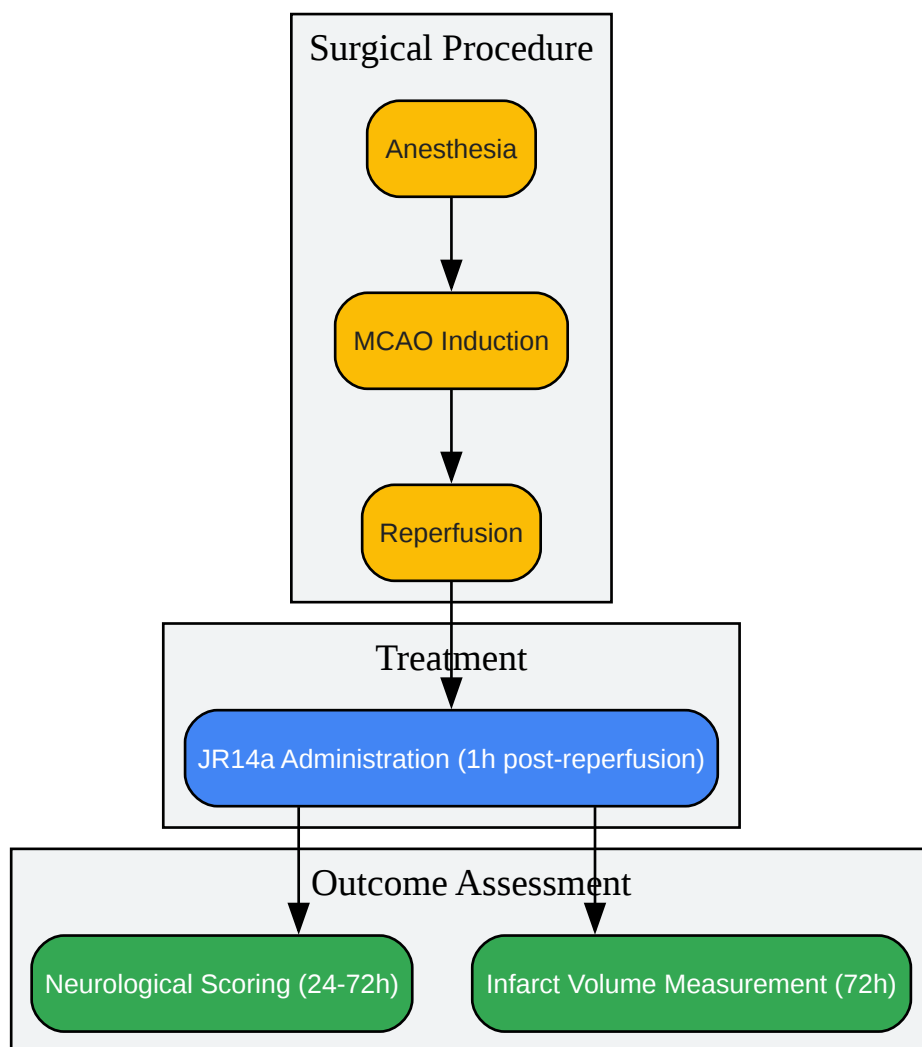 Surgical Procedure
Anesthesia
MCAO Induction
Reperfusion
Treatment
JR14a Administration (1h post-reperfusion)
Outcome Assessment
Neurological Scoring (24-72h)
Infarct Volume Measurement (72h)